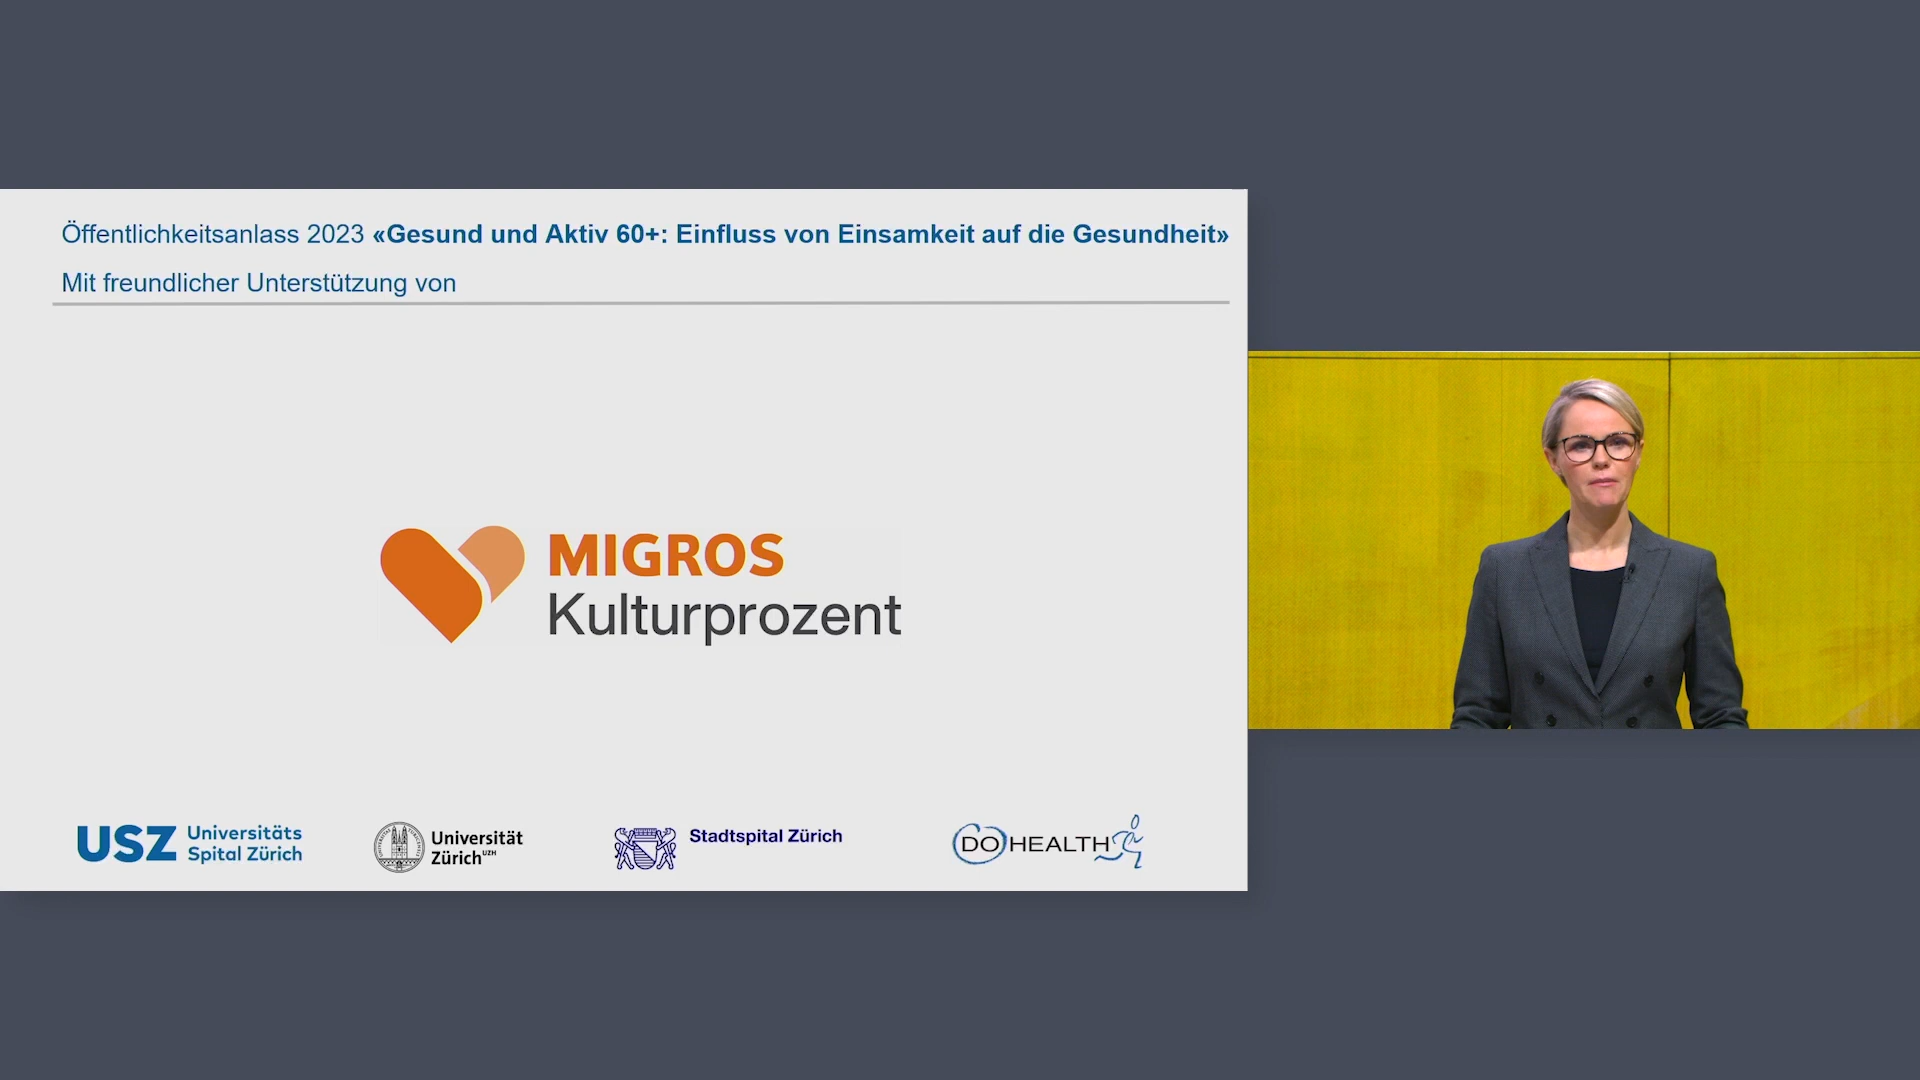 Öffentlichkeitsanlass 2023 «Gesund und Aktiv 60+: Einfluss von Einsamkeit auf die Gesundheit»
Mit freundlicher Unterstützung von
MIGROS
Kulturprozent
USZ Universitäts
Spital Zürich
Universität
Zürich UZH
Stadtspital Zürich
DO HEALTH